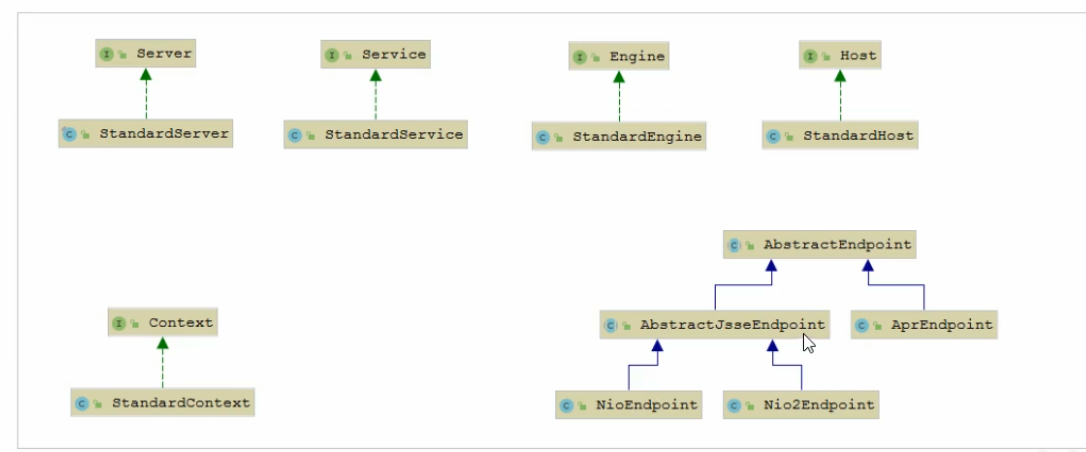 Server
Service
Engine
Host
StandardServer
StandardService
StandardEngine
StandardHost
AbstractEndpoint
Context
AbstractJsseEndpoint
AprEndpoint
StandardContext
NioEndpoint
Nio2Endpoint